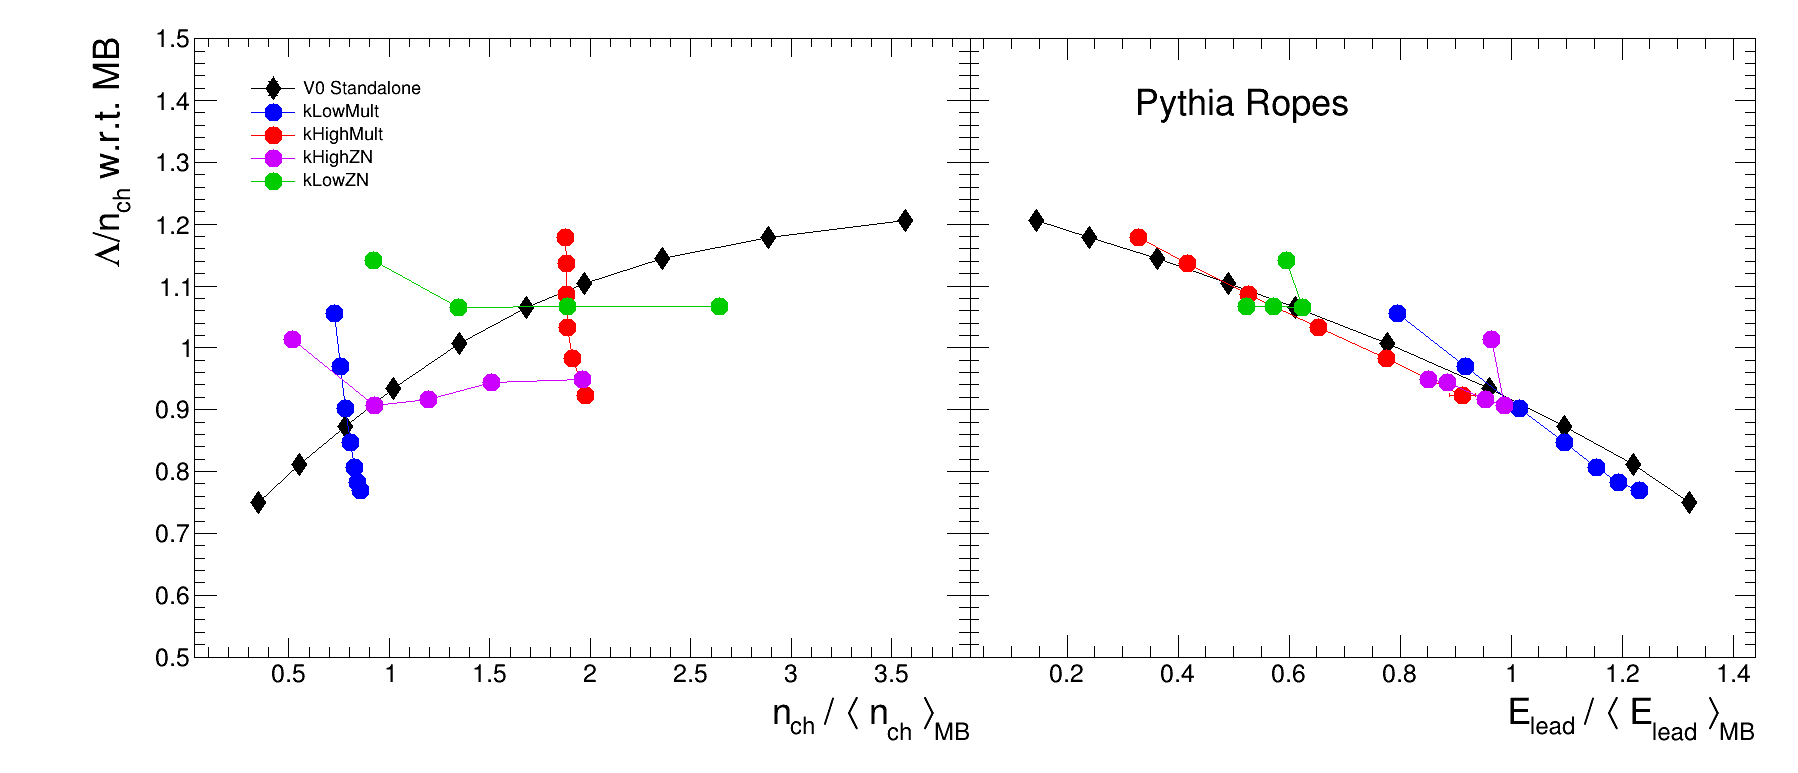 Λ/n_ch w.r.t. MB
1.5
1.4
1.3
1.2
1.1
1
0.9
0.8
0.7
0.6
0.5
V0 Standalone
kLowMult
kHighMult
kHighZN
kLowZN
Pythia Ropes
0.5 1 1.5 2 2.5 3 3.5
0.2 0.4 0.6 0.8 1 1.2 1.4
n_ch / ⟨ n_ch ⟩_MB
E_lead / ⟨ E_lead ⟩_MB